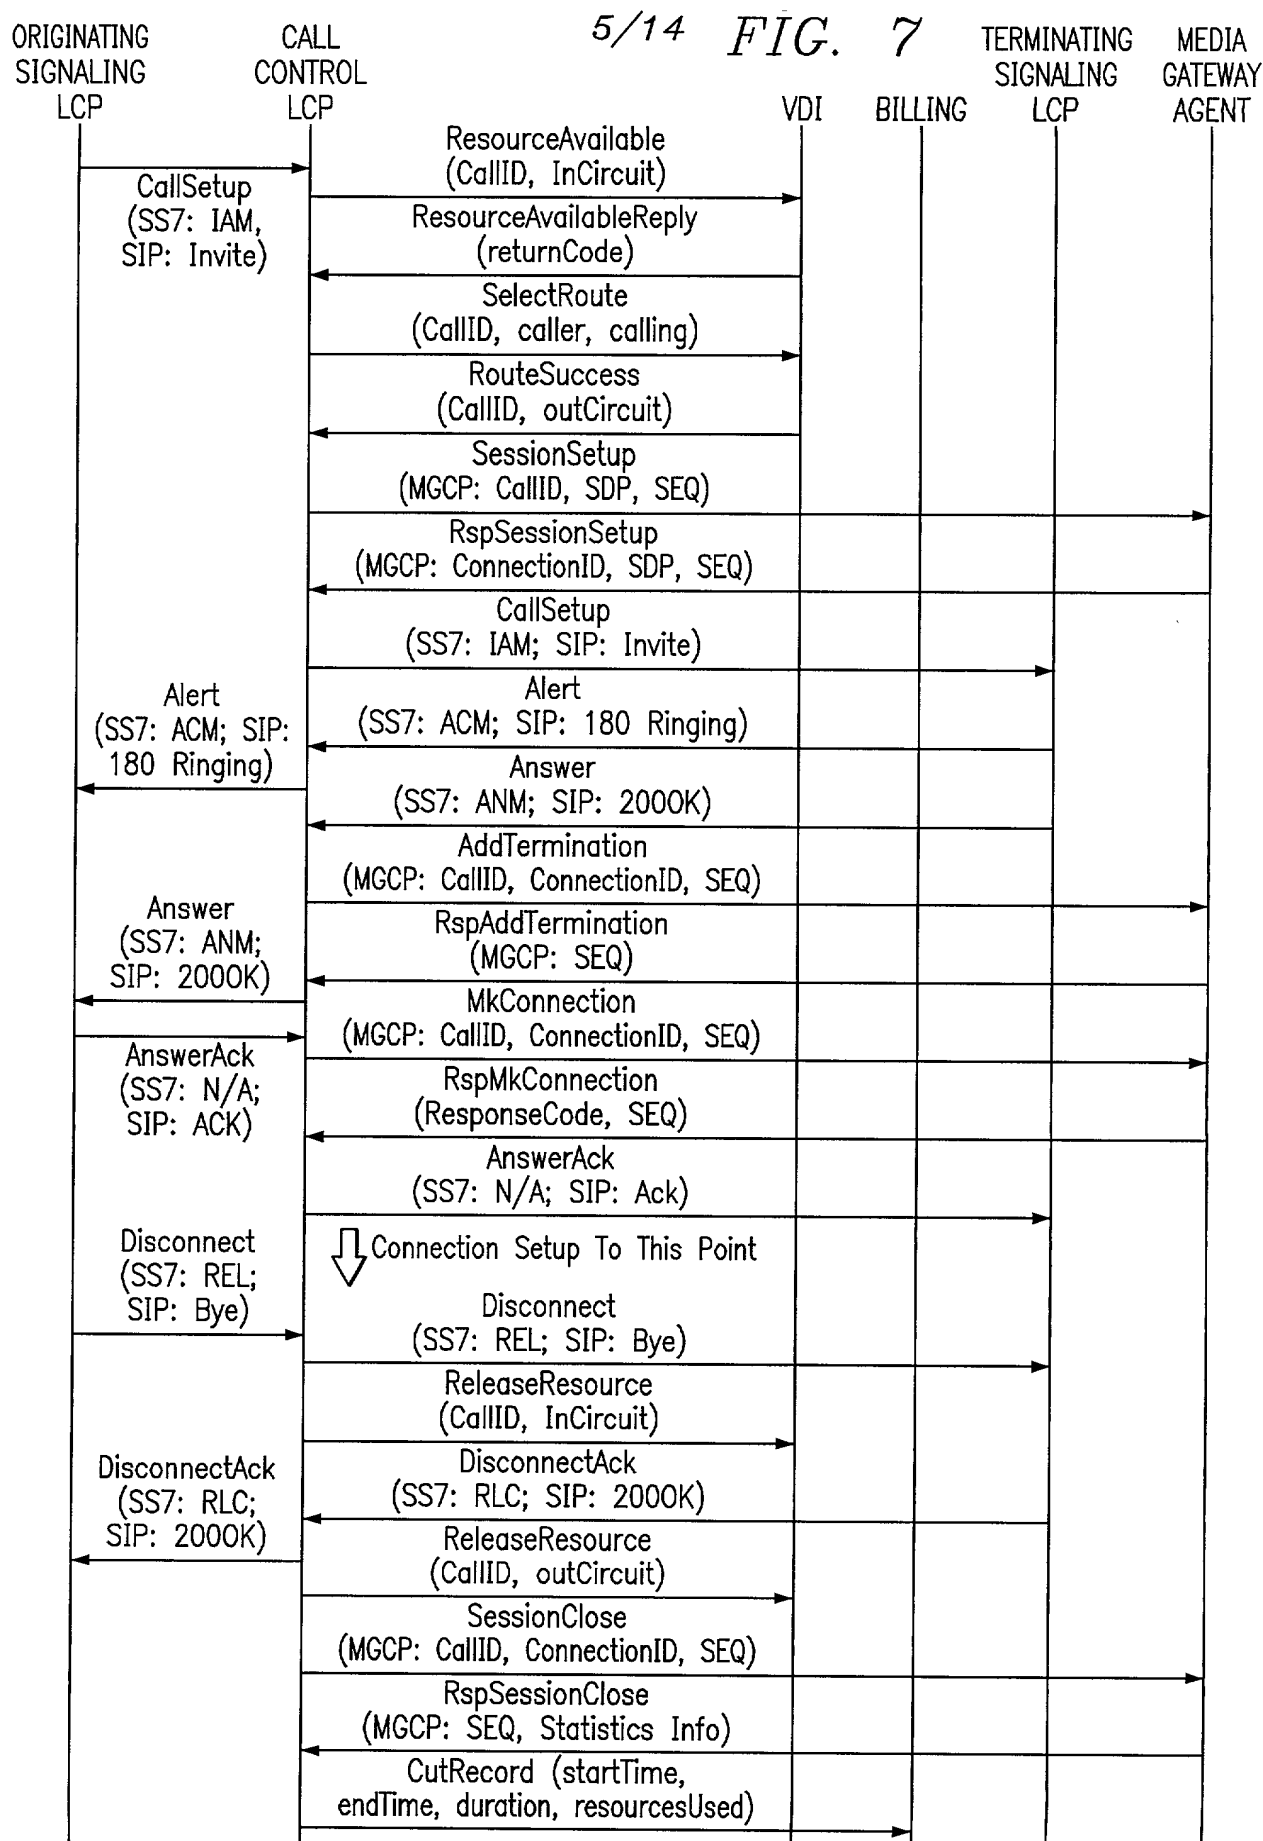 5/14 FIG. 7
ORIGINATING
SIGNALING
LCP
CALL
CONTROL
LCP
VDI
BILLING
TERMINATING
SIGNALING
LCP
MEDIA
GATEWAY
AGENT
CallSetup
(SS7: IAM,
SIP: Invite)
ResourceAvailable
(CallID, InCircuit)
ResourceAvailableReply
(returnCode)
SelectRoute
(CallID, caller, calling)
RouteSuccess
(CallID, outCircuit)
SessionSetup
(MGCP: CallID, SDP, SEQ)
RspSessionSetup
(MGCP: ConnectionID, SDP, SEQ)
CallSetup
(SS7: IAM; SIP: Invite)
Alert
(SS7: ACM; SIP: 180 Ringing)
Alert
(SS7: ACM; SIP:
180 Ringing)
Answer
(SS7: ANM; SIP: 200OK)
AddTermination
(MGCP: CallID, ConnectionID, SEQ)
RspAddTermination
(MGCP: SEQ)
Answer
(SS7: ANM;
SIP: 200OK)
MkConnection
(MGCP: CallID, ConnectionID, SEQ)
AnswerAck
(SS7: N/A;
SIP: ACK)
RspMkConnection
(ResponseCode, SEQ)
AnswerAck
(SS7: N/A; SIP: Ack)
Connection Setup To This Point
Disconnect
(SS7: REL;
SIP: Bye)
Disconnect
(SS7: REL; SIP: Bye)
ReleaseResource
(CallID, InCircuit)
DisconnectAck
(SS7: RLC; SIP: 200OK)
DisconnectAck
(SS7: RLC;
SIP: 200OK)
ReleaseResource
(CallID, outCircuit)
SessionClose
(MGCP: CallID, ConnectionID, SEQ)
RspSessionClose
(MGCP: SEQ, Statistics Info)
CutRecord (startTime,
endTime, duration, resourcesUsed)